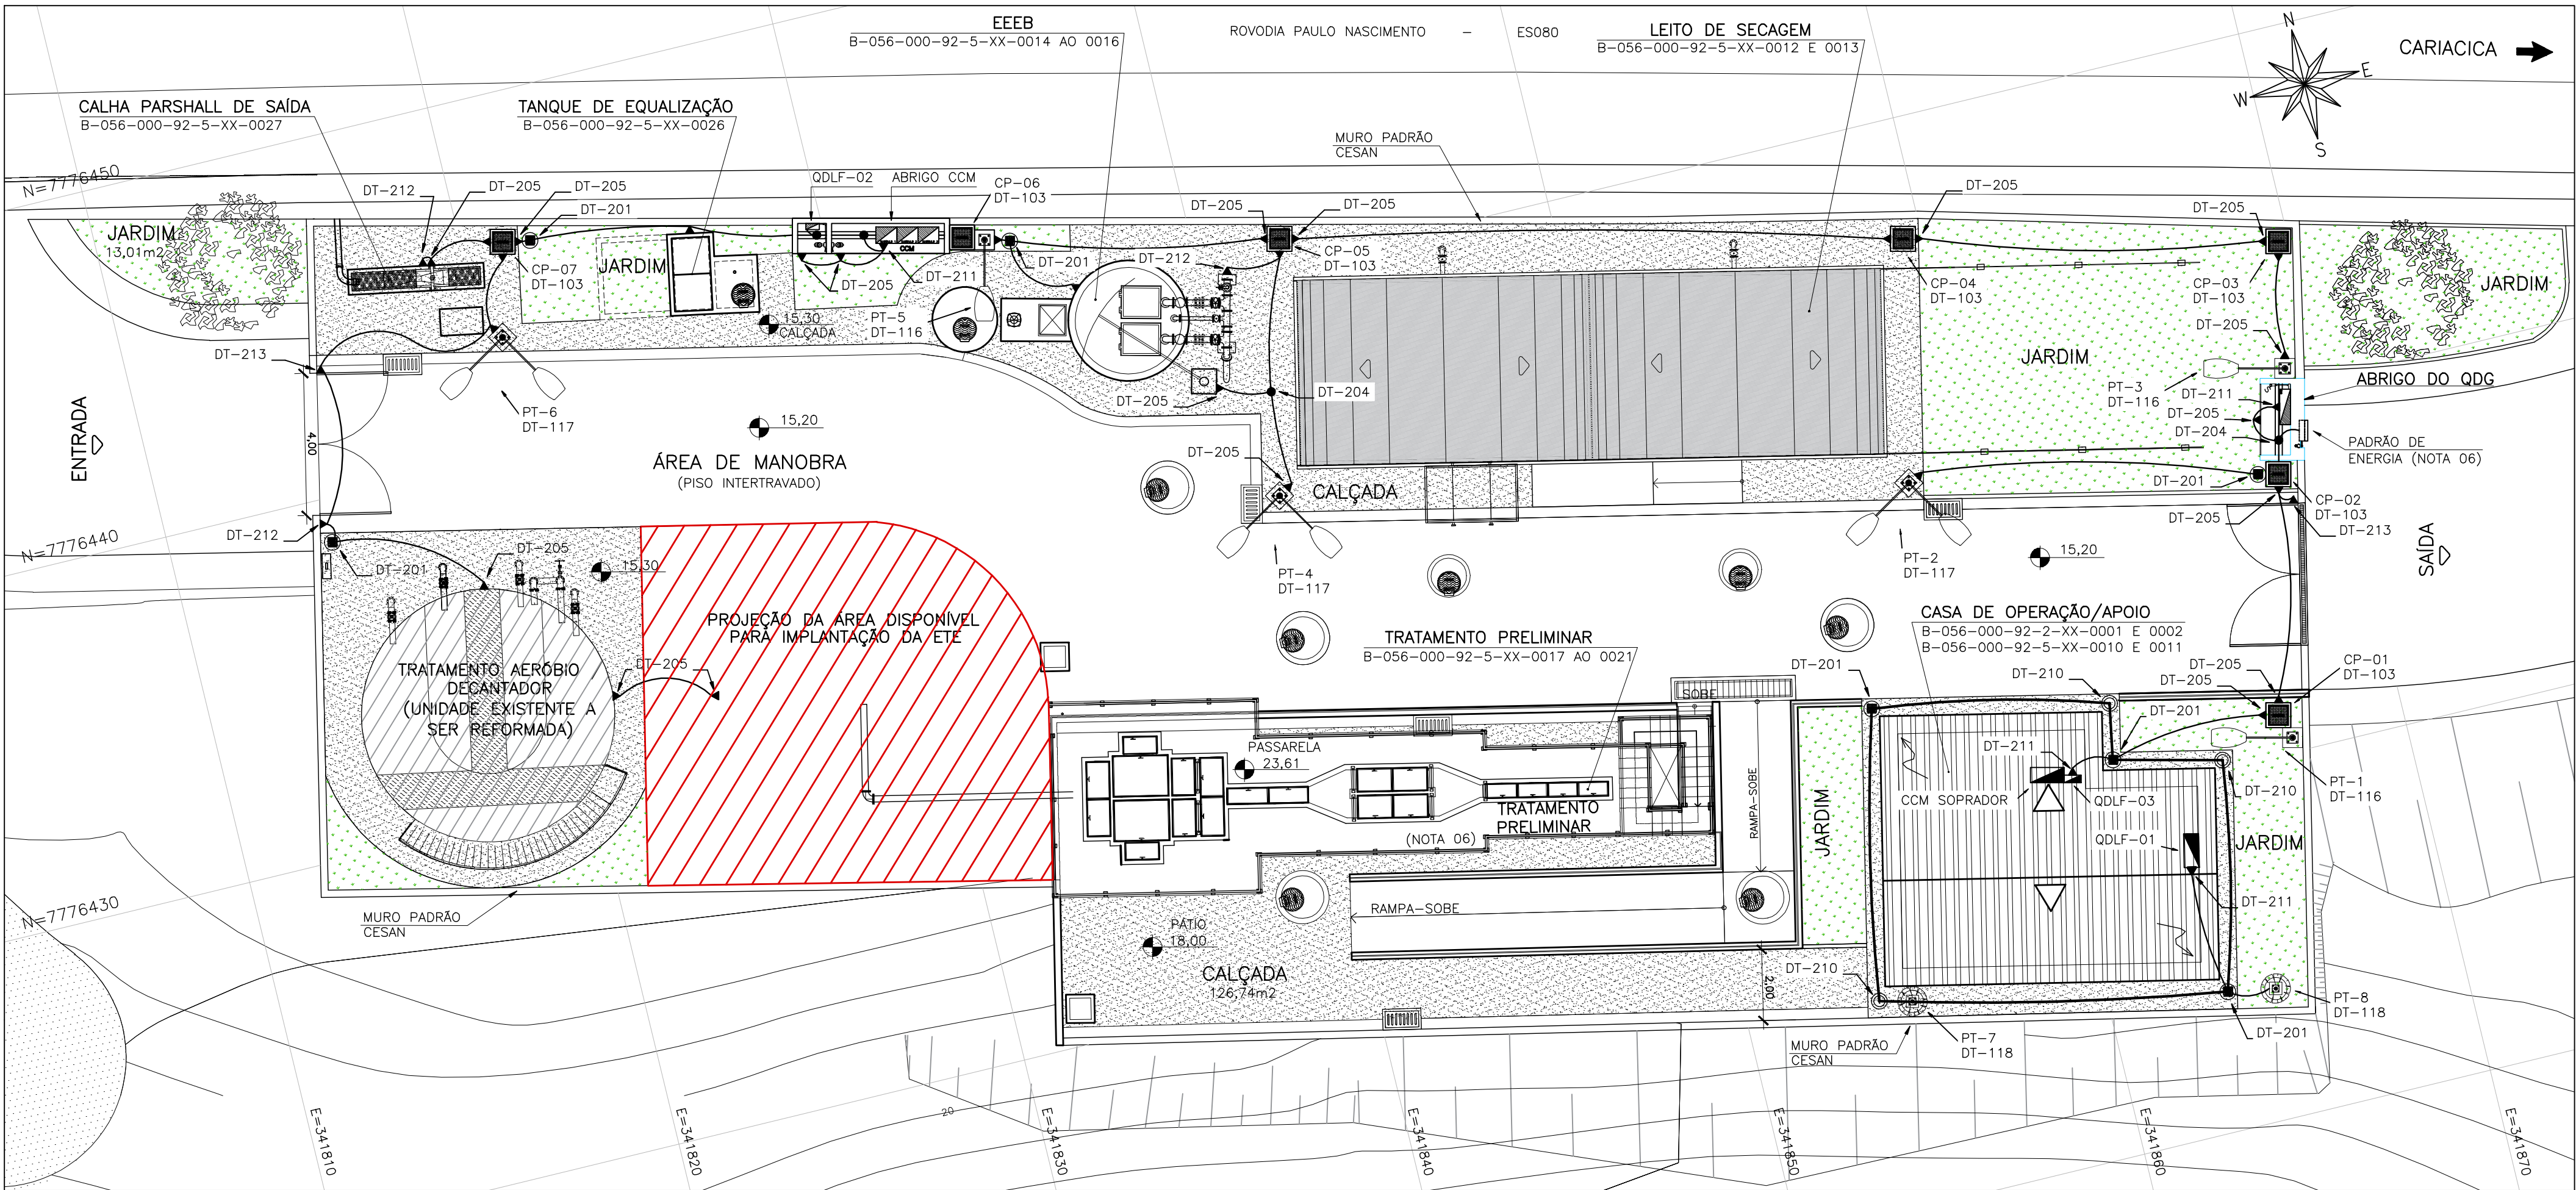 EEEB
B-056-000-92-5-XX-0014 AO 0016
ROVODIA PAULO NASCIMENTO - ES080
LEITO DE SECAGEM
B-056-000-92-5-XX-0012 E 0013
N
E
W
S
CARIACICA
CALHA PARSHALL DE SAÍDA
B-056-000-92-5-XX-0027
TANQUE DE EQUALIZAÇÃO
B-056-000-92-5-XX-0026
MURO PADRÃO
CESAN
N=7776450
DT-212
DT-205
DT-205
DT-201
QDLF-02
ABRIGO CCM
CP-06
DT-103
DT-205
DT-205
DT-205
DT-205
JARDIM
13,01m2
CP-07
DT-103
JARDIM
CCM
DT-211
DT-205
DT-201
DT-212
CP-05
DT-103
CP-04
DT-103
CP-03
DT-103
JARDIM
15,30
CALÇADA
PT-5
DT-116
DT-205
JARDIM
DT-213
PT-3
DT-116
DT-211
DT-205
DT-204
ABRIGO DO QDG
DT-205
DT-204
PT-6
DT-117
15,20
ENTRADA
4,00
ÁREA DE MANOBRA
(PISO INTERTRAVADO)
DT-205
CALÇADA
PADRÃO DE
ENERGIA (NOTA 06)
DT-201
CP-02
DT-103
DT-205
DT-213
N=7776440
DT-212
DT-205
DT-201
15,30
PT-4
DT-117
PT-2
DT-117
15,20
SAÍDA
PROJEÇÃO DA ÁREA DISPONÍVEL
PARA IMPLANTAÇÃO DA ETE
TRATAMENTO PRELIMINAR
B-056-000-92-5-XX-0017 AO 0021
CASA DE OPERAÇÃO/APOIO
B-056-000-92-2-XX-0001 E 0002
B-056-000-92-5-XX-0010 E 0011
TRATAMENTO AERÓBIO
DECANTADOR
(UNIDADE EXISTENTE A
SER REFORMADA)
DT-205
DT-201
DT-210
DT-205
DT-205
CP-01
DT-103
SOBE
DT-201
PASSARELA
23,61
DT-211
TRATAMENTO
PRELIMINAR
(NOTA 06)
RAMPA-SOBE
JARDIM
CCM SOPRADOR
QDLF-03
DT-210
PT-1
DT-116
QDLF-01
JARDIM
N=7776430
MURO PADRÃO
CESAN
RAMPA-SOBE
DT-211
PÁTIO
18,00
CALÇADA
126,74m2
2,00
DT-210
PT-8
DT-118
DT-201
PT-7
DT-118
MURO PADRÃO
CESAN
20
E=341810
E=341820
E=341830
E=341840
E=341850
E=341860
E=341870